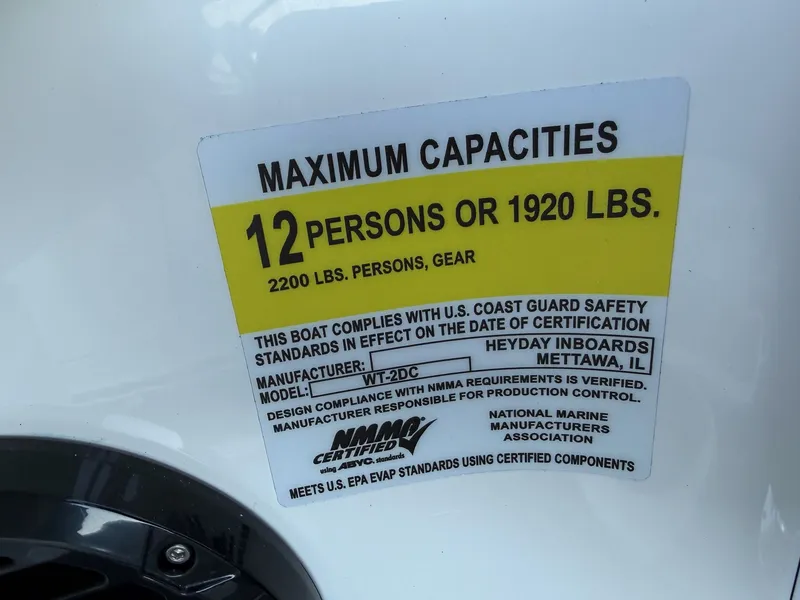 MAXIMUM CAPACITIES
12 PERSONS OR 1920 LBS.
2200 LBS. PERSONS, GEAR
THIS BOAT COMPLIES WITH U.S. COAST GUARD SAFETY
STANDARDS IN EFFECT ON THE DATE OF CERTIFICATION
MANUFACTURER: HEYDAY INBOARDS
METTAWA, IL
MODEL: WT-2DC
DESIGN COMPLIANCE WITH NMMA REQUIREMENTS IS VERIFIED.
MANUFACTURER RESPONSIBLE FOR PRODUCTION CONTROL.
NMMA®
CERTIFIED
using ABYC. standards
NATIONAL MARINE
MANUFACTURERS
ASSOCIATION
MEETS U.S. EPA EVAP STANDARDS USING CERTIFIED COMPONENTS